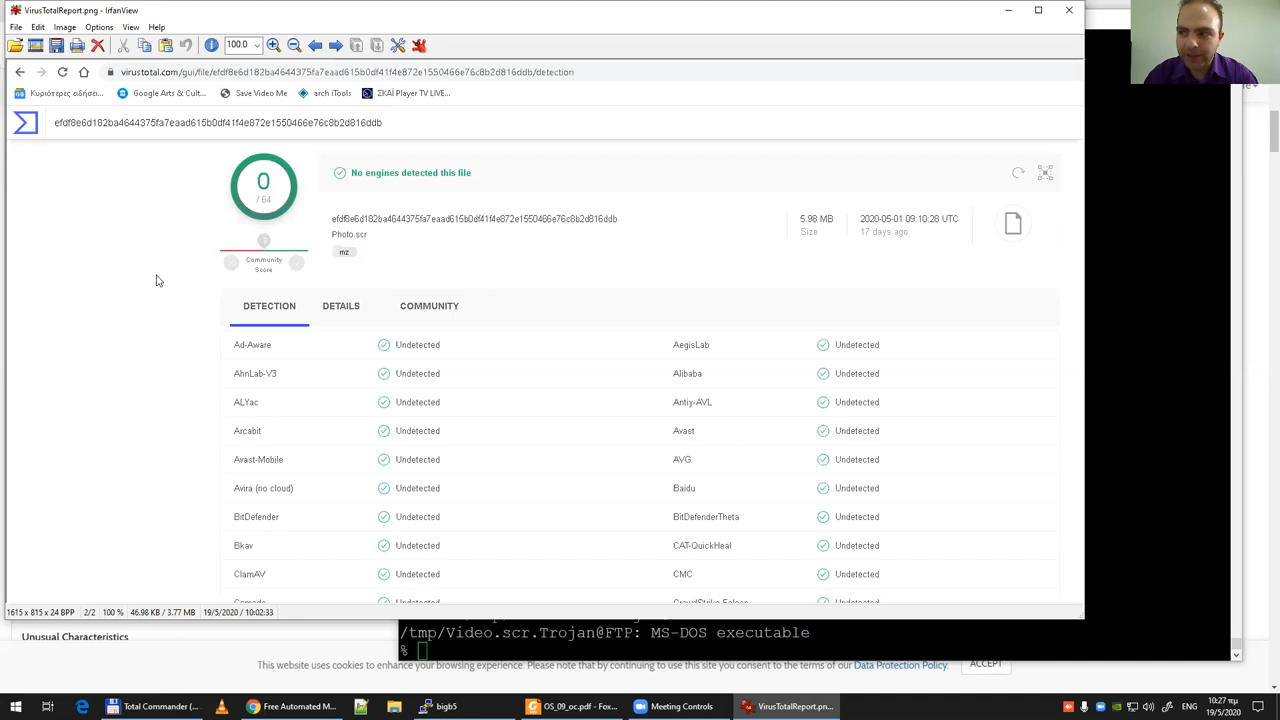 VirusTotalReport.png - IrfanView
File Edit Image Options View Help
100.0
virustotal.com/gui/file/efdf8e6d182ba4644375fa7eaad615b0df41f4e872e1550466e76c8b2d816ddb/detection
Κυριότερες ειδήσει... Google Arts & Cult... Save Video Me arch iTools ΣΚΑΪ Player TV LIVE...
efdf8e6d182ba4644375fa7eaad615b0df41f4e872e1550466e76c8b2d816ddb
0
/ 64
No engines detected this file
efdf8e6d182ba4644375fa7eaad615b0df41f4e872e1550466e76c8b2d816ddb
Photo.scr
mz
5.98 MB
Size
2020-05-01 09:10:28 UTC
17 days ago
?
Community
Score
DETECTION DETAILS COMMUNITY
Ad-Aware Undetected AegisLab Undetected
AhnLab-V3 Undetected Alibaba Undetected
ALYac Undetected Antiy-AVL Undetected
Arcabit Undetected Avast Undetected
Avast-Mobile Undetected AVG Undetected
Avira (no cloud) Undetected Baidu Undetected
BitDefender Undetected BitDefenderTheta Undetected
Bkav Undetected CAT-QuickHeal Undetected
ClamAV Undetected CMC Undetected
Comodo Undetected CrowdStrike Falcon Undetected
1615 x 815 x 24 BPP 2/2 100 % 46.98 KB / 3.77 MB 19/5/2020 / 10:02:33
Unusual Characteristics
/tmp/Video.scr.Trojan@FTP: MS-DOS executable
%
This website uses cookies to enhance your browsing experience. Please note that by continuing to use this site you consent to the terms of our Data Protection Policy.
ACCEPT
Total Commander (... Free Automated M... bigb5 OS_09_oc.pdf - Fox... Meeting Controls VirusTotalReport.pn...
ENG
10:27 πμ
19/5/2020